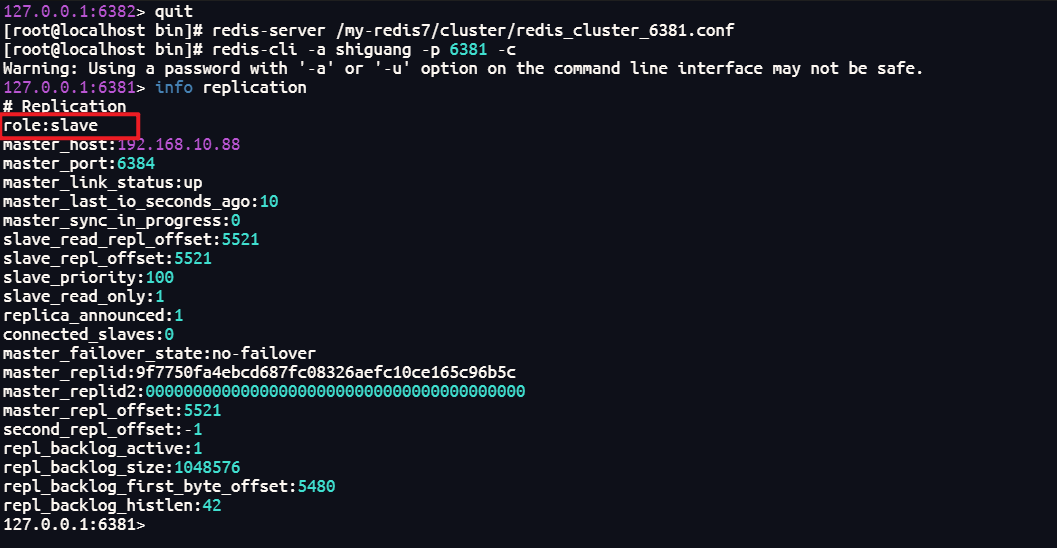 127.0.0.1:6382> quit
[root@localhost bin]# redis-server /my-redis7/cluster/redis_cluster_6381.conf
[root@localhost bin]# redis-cli -a shiguang -p 6381 -c
Warning: Using a password with '-a' or '-u' option on the command line interface may not be safe.
127.0.0.1:6381> info replication
# Replication
role:slave
master_host:192.168.10.88
master_port:6384
master_link_status:up
master_last_io_seconds_ago:10
master_sync_in_progress:0
slave_read_repl_offset:5521
slave_repl_offset:5521
slave_priority:100
slave_read_only:1
replica_announced:1
connected_slaves:0
master_failover_state:no-failover
master_replid:9f7750fa4ebcd687fc08326aefc10ce165c96b5c
master_replid2:0000000000000000000000000000000000000000
master_repl_offset:5521
second_repl_offset:-1
repl_backlog_active:1
repl_backlog_size:1048576
repl_backlog_first_byte_offset:5480
repl_backlog_histlen:42
127.0.0.1:6381>